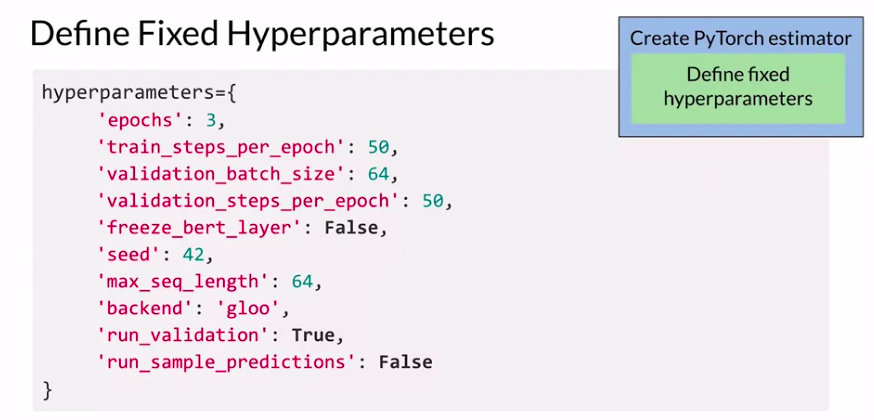 Define Fixed Hyperparameters
Create PyTorch estimator
Define fixed
hyperparameters
hyperparameters={
'epochs': 3,
'train_steps_per_epoch': 50,
'validation_batch_size': 64,
'validation_steps_per_epoch': 50,
'freeze_bert_layer': False,
'seed': 42,
'max_seq_length': 64,
'backend': 'gloo',
'run_validation': True,
'run_sample_predictions': False
}